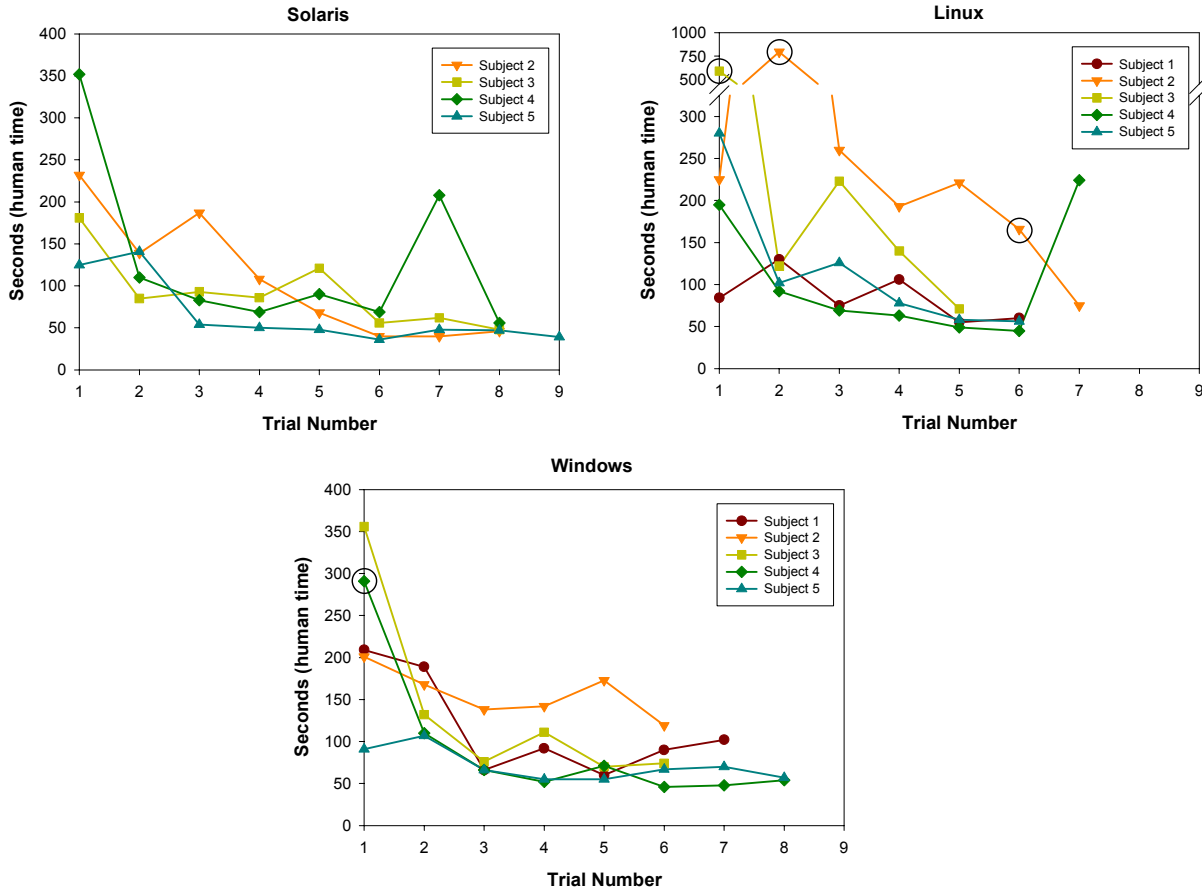 Solaris
400
350
300
250
200
150
100
50
0
Seconds (human time)
Subject 2
Subject 3
Subject 4
Subject 5
1 2 3 4 5 6 7 8 9
Trial Number
Linux
1000
750
500
300
250
200
150
100
50
0
Seconds (human time)
Subject 1
Subject 2
Subject 3
Subject 4
Subject 5
1 2 3 4 5 6 7 8 9
Trial Number
Windows
400
350
300
250
200
150
100
50
0
Seconds (human time)
Subject 1
Subject 2
Subject 3
Subject 4
Subject 5
1 2 3 4 5 6 7 8 9
Trial Number